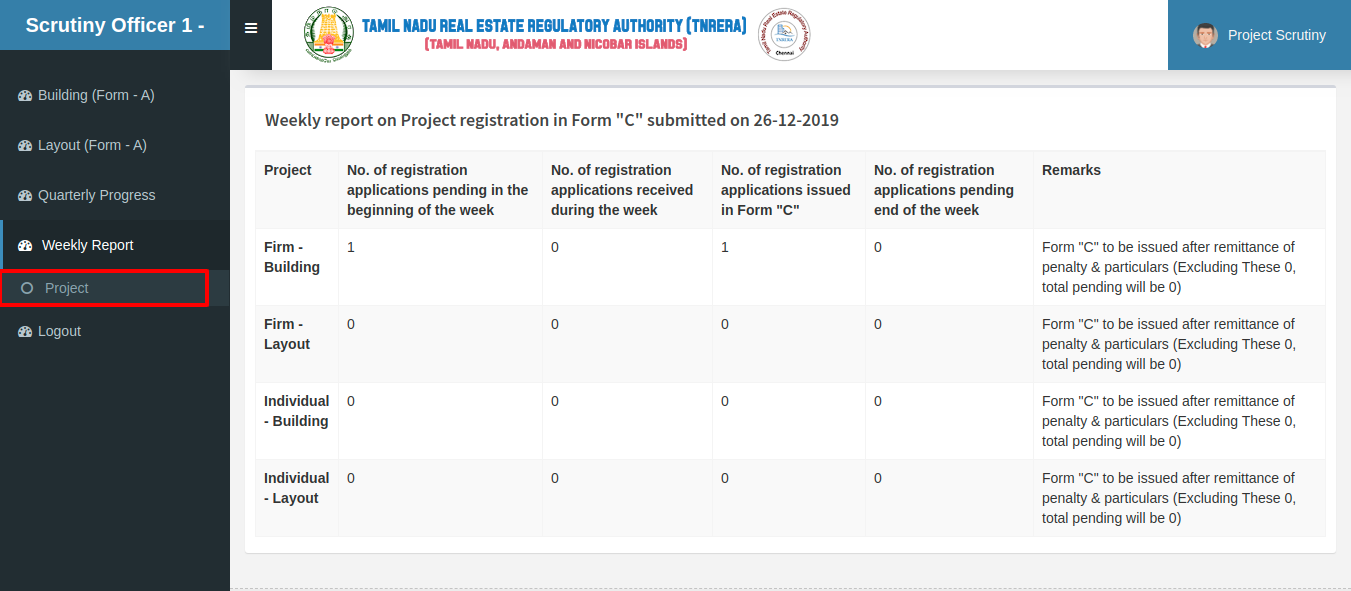 Scrutiny Officer 1 -
TAMIL NADU REAL ESTATE REGULATORY AUTHORITY (TNRERA)
(TAMIL NADU, ANDAMAN AND NICOBAR ISLANDS)
Tamil Nadu Real Estate Regulatory Authority
TNRERA
Chennai
Project Scrutiny
Building (Form - A)
Layout (Form - A)
Quarterly Progress
Weekly Report
Project
Logout
Weekly report on Project registration in Form "C" submitted on 26-12-2019
Project
No. of registration
applications pending in the
beginning of the week
No. of registration
applications received
during the week
No. of registration
applications issued
in Form "C"
No. of registration
applications pending
end of the week
Remarks
Firm -
Building
1
0
1
0
Form "C" to be issued after remittance of
penalty & particulars (Excluding These 0,
total pending will be 0)
Firm -
Layout
0
0
0
0
Form "C" to be issued after remittance of
penalty & particulars (Excluding These 0,
total pending will be 0)
Individual
- Building
0
0
0
0
Form "C" to be issued after remittance of
penalty & particulars (Excluding These 0,
total pending will be 0)
Individual
- Layout
0
0
0
0
Form "C" to be issued after remittance of
penalty & particulars (Excluding These 0,
total pending will be 0)